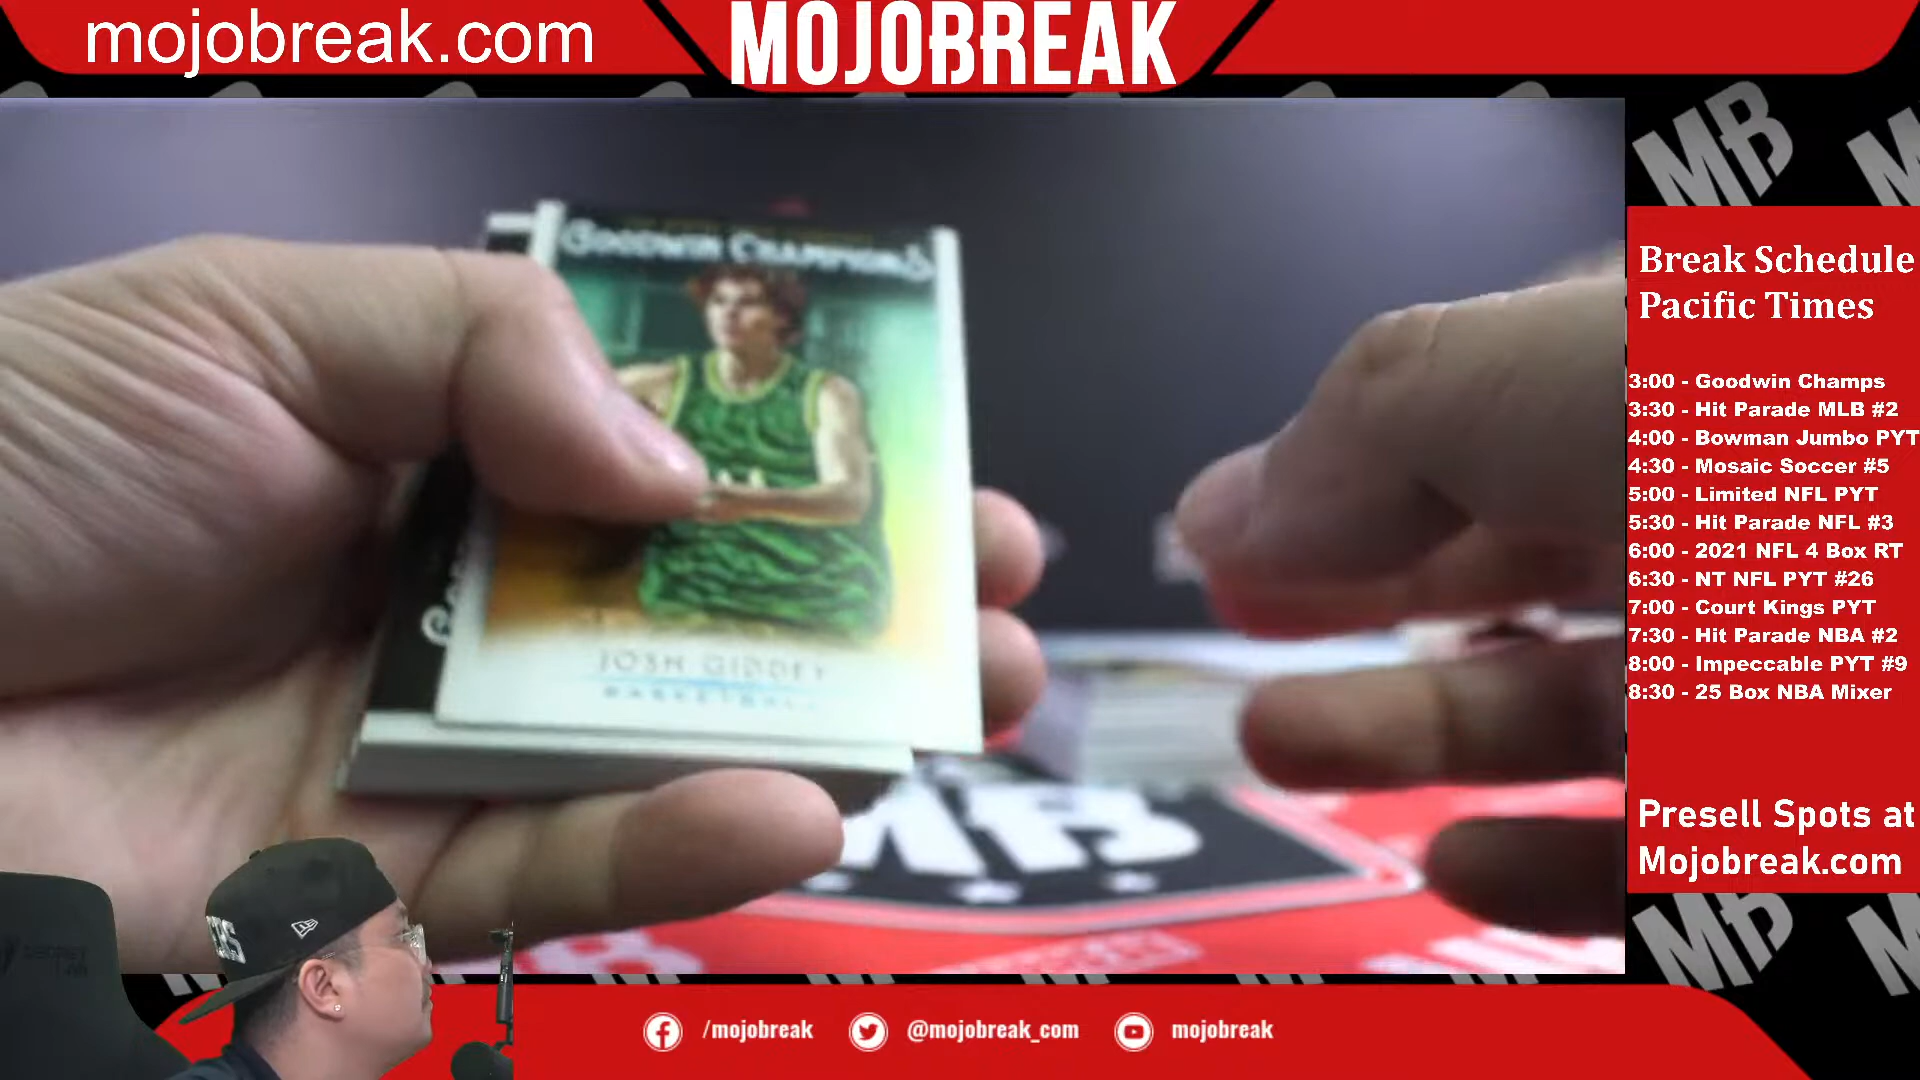 mojobreak.com
MOJOBREAK
GOODWIN CHAMPIONS
JOSH GIDDEY
BASKETBALL
MB
Break Schedule
Pacific Times
3:00 - Goodwin Champs
3:30 - Hit Parade MLB #2
4:00 - Bowman Jumbo PYT
4:30 - Mosaic Soccer #5
5:00 - Limited NFL PYT
5:30 - Hit Parade NFL #3
6:00 - 2021 NFL 4 Box RT
6:30 - NT NFL PYT #26
7:00 - Court Kings PYT
7:30 - Hit Parade NBA #2
8:00 - Impeccable PYT #9
8:30 - 25 Box NBA Mixer
Presell Spots at
Mojobreak.com
MB
MB
/mojobreak
@mojobreak_com
mojobreak